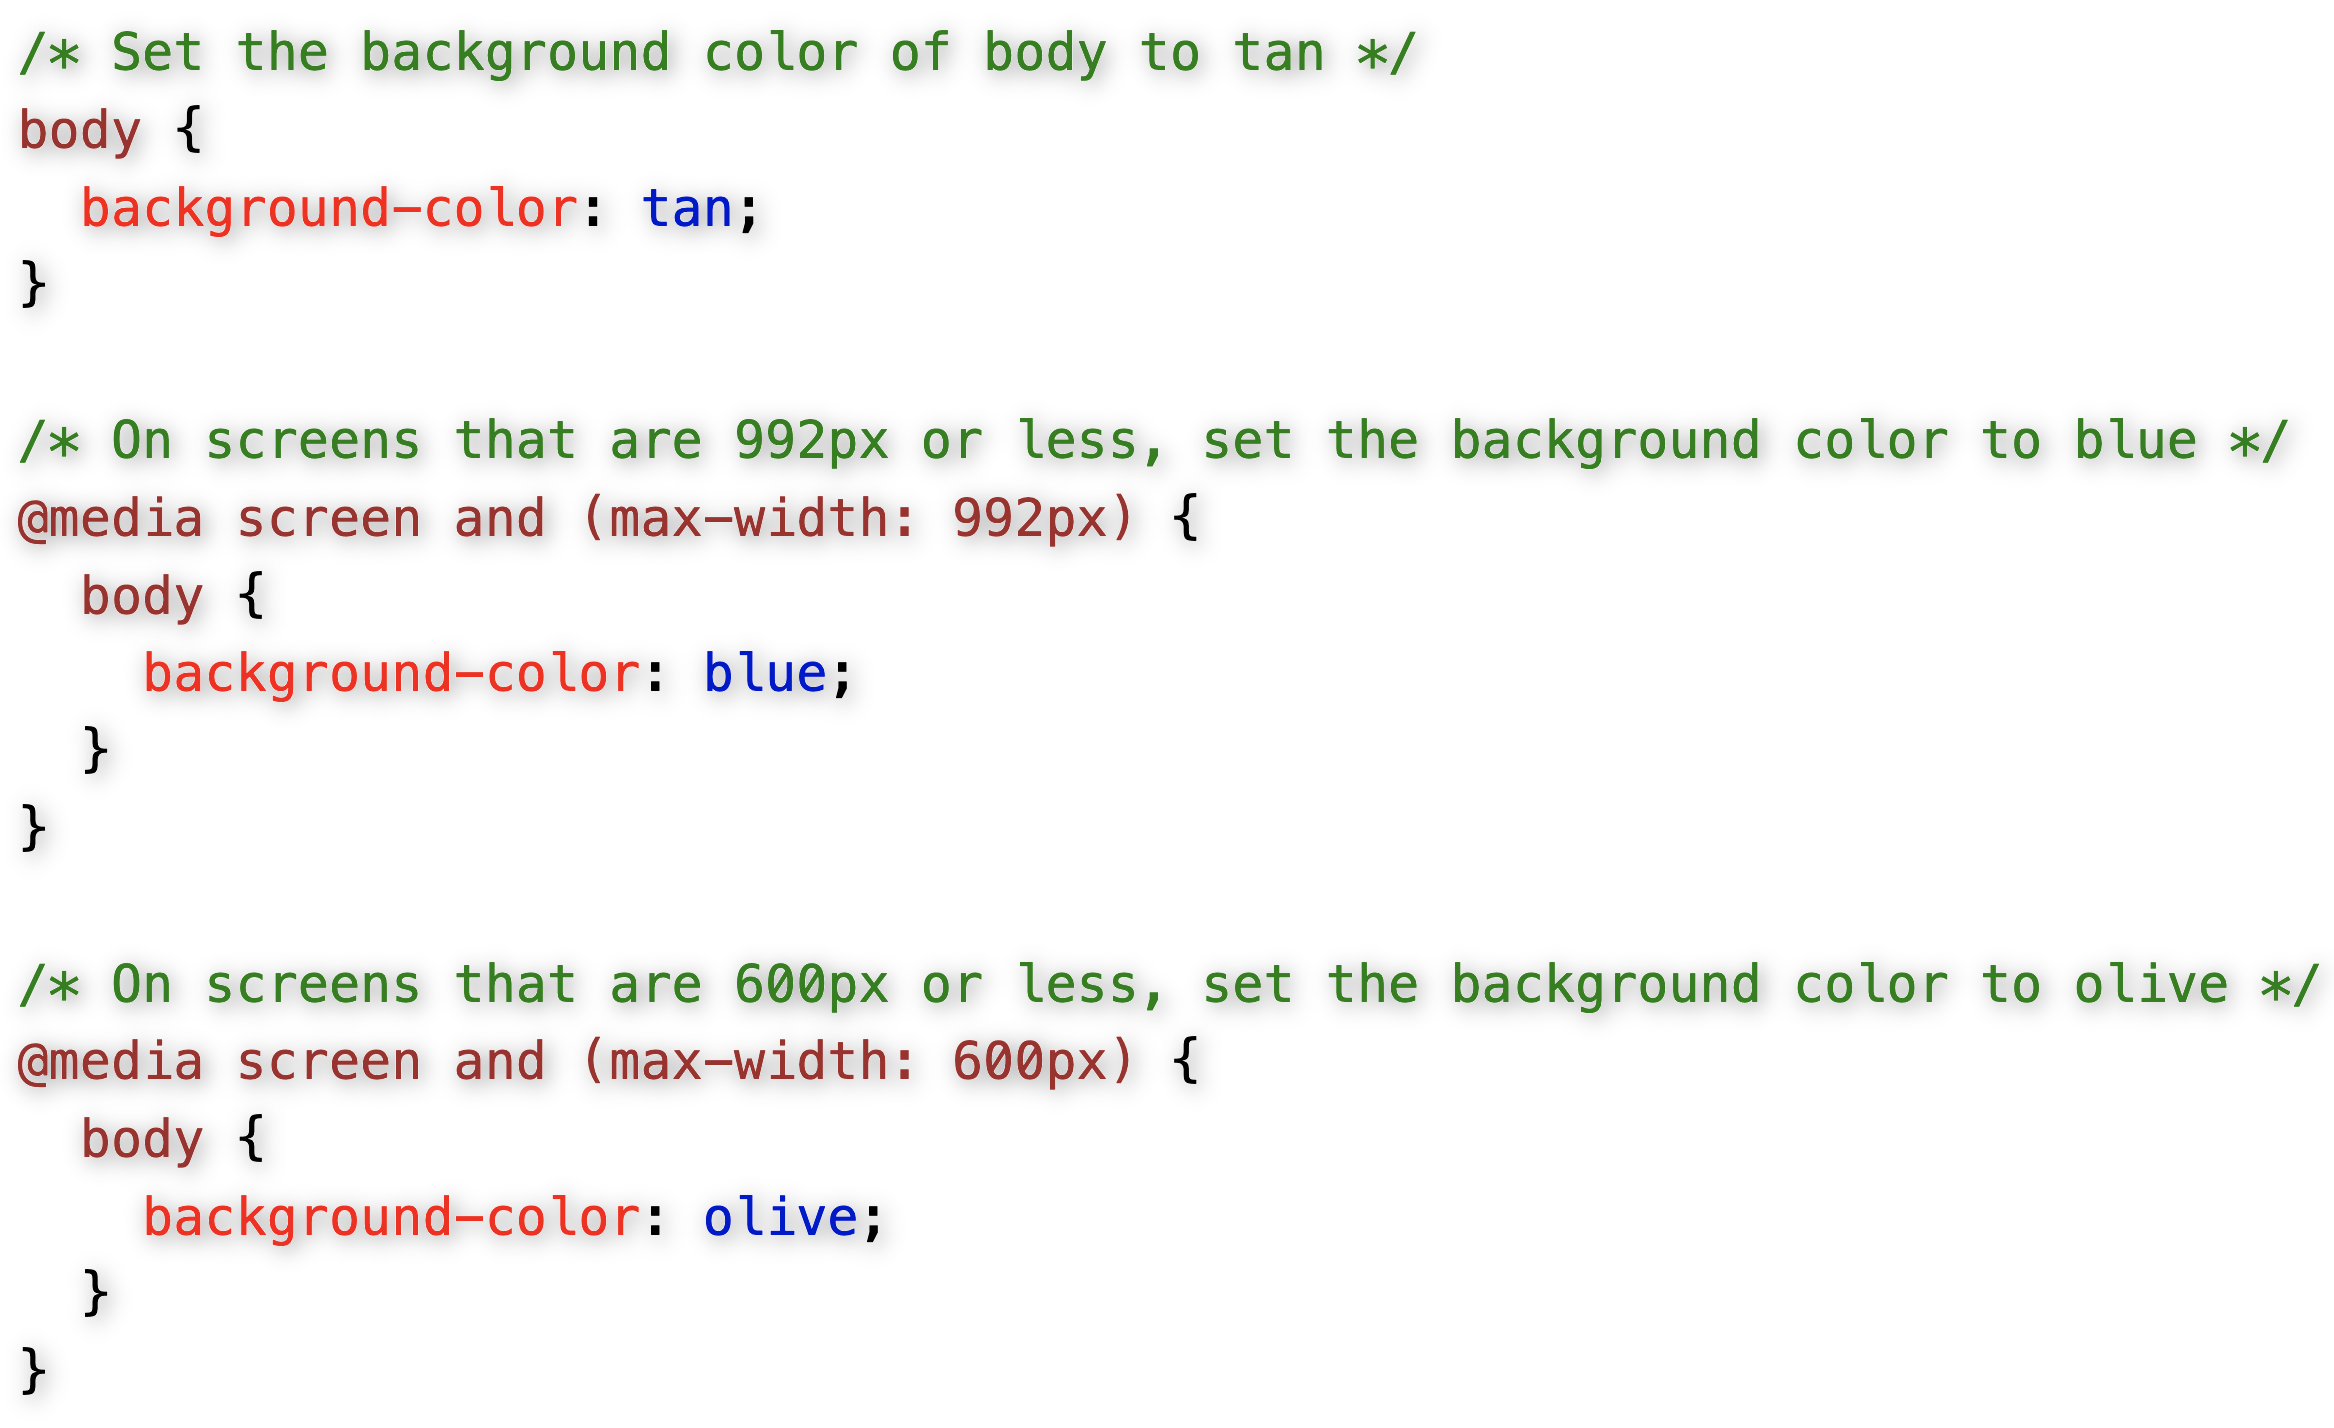 /* Set the background color of body to tan */
body {
  background-color: tan;
}

/* On screens that are 992px or less, set the background color to blue */
@media screen and (max-width: 992px) {
  body {
    background-color: blue;
  }
}

/* On screens that are 600px or less, set the background color to olive */
@media screen and (max-width: 600px) {
  body {
    background-color: olive;
  }
}